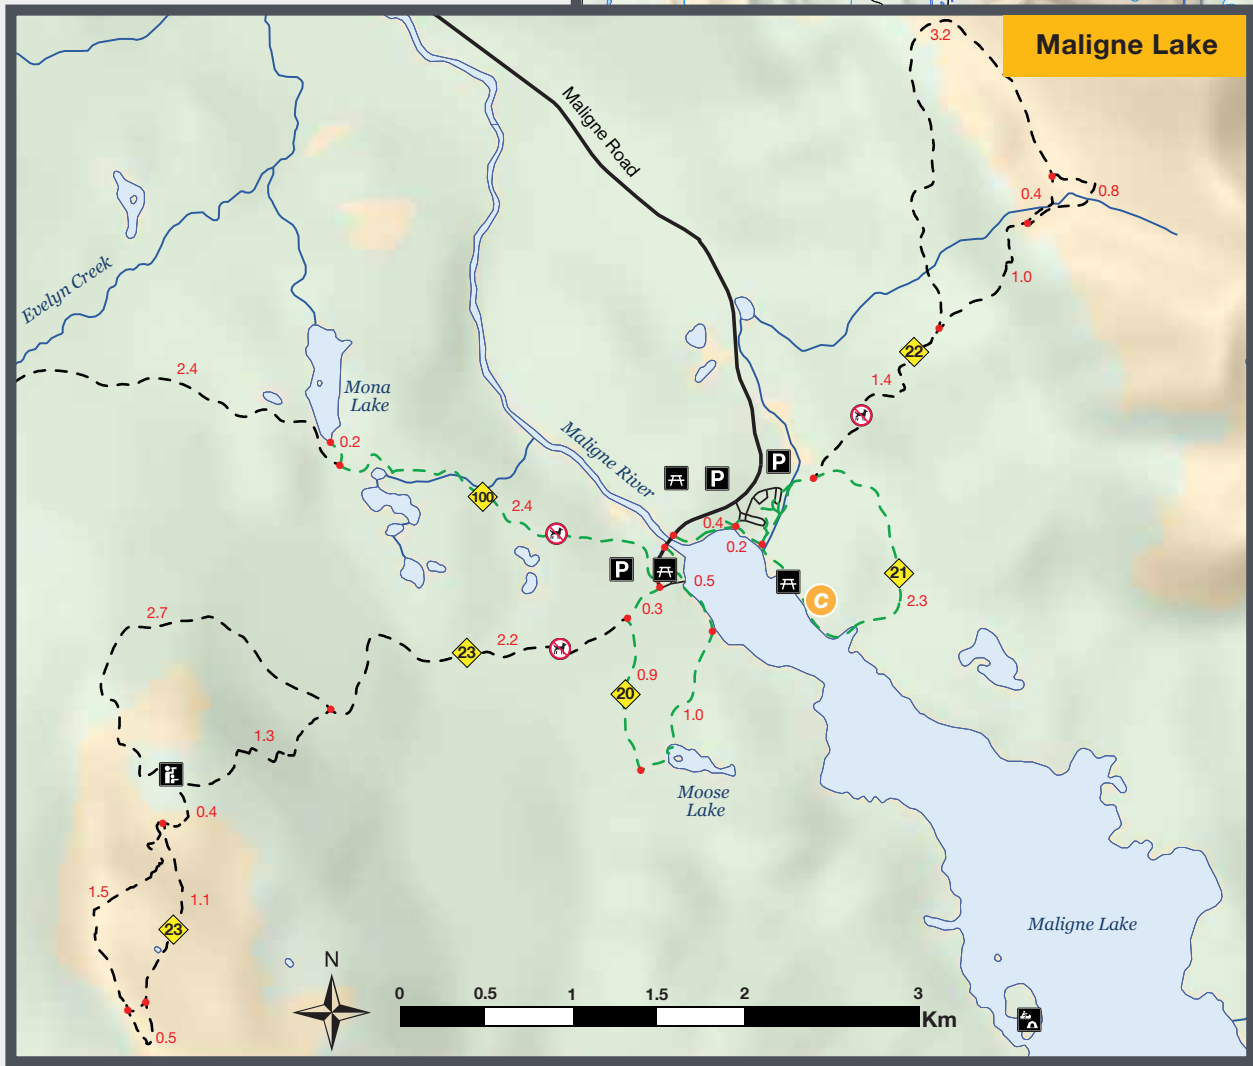 Maligne Lake
3.2
Maligne Road
0.4
0.8
1.0
Evelyn Creek
22
2.4
1.4
Mona
Lake
0.2
Maligne River
P
P
100
2.4
0.4
0.2
P
0.5
C
21
2.3
0.3
2.7
2.2
23
0.9
20
1.0
1.3
Moose
Lake
0.4
1.5
1.1
23
Maligne Lake
N
0 0.5 1 1.5 2 3
Km
0.5